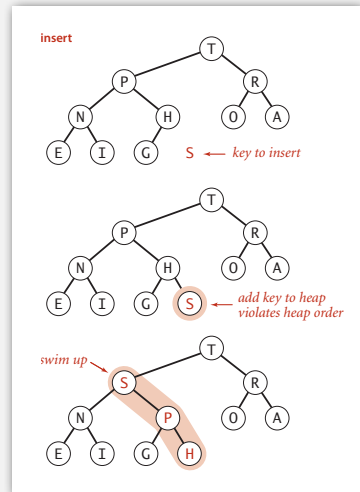 insert
T
P R
N H O A
E I G S key to insert
T
P R
N H O A
E I G S add key to heap
violates heap order
swim up
T
S R
N P O A
E I G H